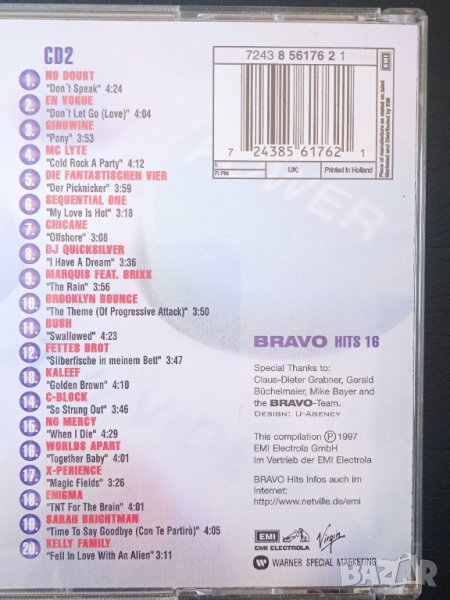 CD2
1. NO DOUBT
"Don´t Speak" 4:24
2. EN VOGUE
"Don´t Let Go (Love)" 4:04
3. GINUWINE
"Pony" 3:53
4. MC LYTE
"Cold Rock A Party" 4:12
5. DIE FANTASTISCHEN VIER
"Der Picknicker" 3:59
6. SEQUENTIAL ONE
"My Love Is Hot" 3:18
7. CHICANE
"Offshore" 3:08
8. DJ QUICKSILVER
"I Have A Dream" 3:36
9. MARQUIS FEAT. BRIXX
"The Rain" 3:56
10. BROOKLYN BOUNCE
"The Theme (Of Progressive Attack)" 3:50
11. BUSH
"Swallowed" 4:23
12. FETTES BROT
"Silberfische in meinem Bett" 3:47
13. KALEEF
"Golden Brown" 4:10
14. C-BLOCK
"So Strung Out" 3:46
15. NO MERCY
"When I Die" 4:29
16. WORLDS APART
"Together Baby" 4:01
17. X-PERIENCE
"Magic Fields" 3:26
18. ENIGMA
"TNT For The Brain" 4:01
19. SARAH BRIGHTMAN
"Time To Say Goodbye (Con Te Partirò)" 4:05
20. KELLY FAMILY
"Fell In Love With An Alien" 3:11
7243 8 56176 2 1
7 24385 61762 1
E:
F: PM
UK:
Printed in Holland
EMI
BRAVO HITS 16
Special Thanks to:
Claus-Dieter Grabner, Gerald
Büchelmaier, Mike Bayer and
the BRAVO-Team.
DESIGN: U-AGENCY
This compilation Ⓟ 1997
EMI Electrola GmbH
Im Vertrieb der EMI Electrola
BRAVO Hits Infos auch im
Internet:
http://www.netville.de/emi
EMI
EMI ELECTROLA
Virgin
WARNER SPECIAL MARKETING
BAZAR